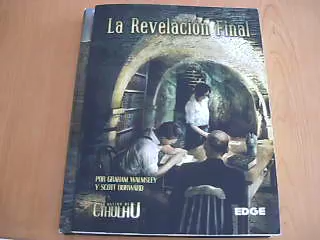 La Revelación Final
POR GRAHAM WALMSLEY
Y SCOTT DORWARD
CTHULHU
EDGE